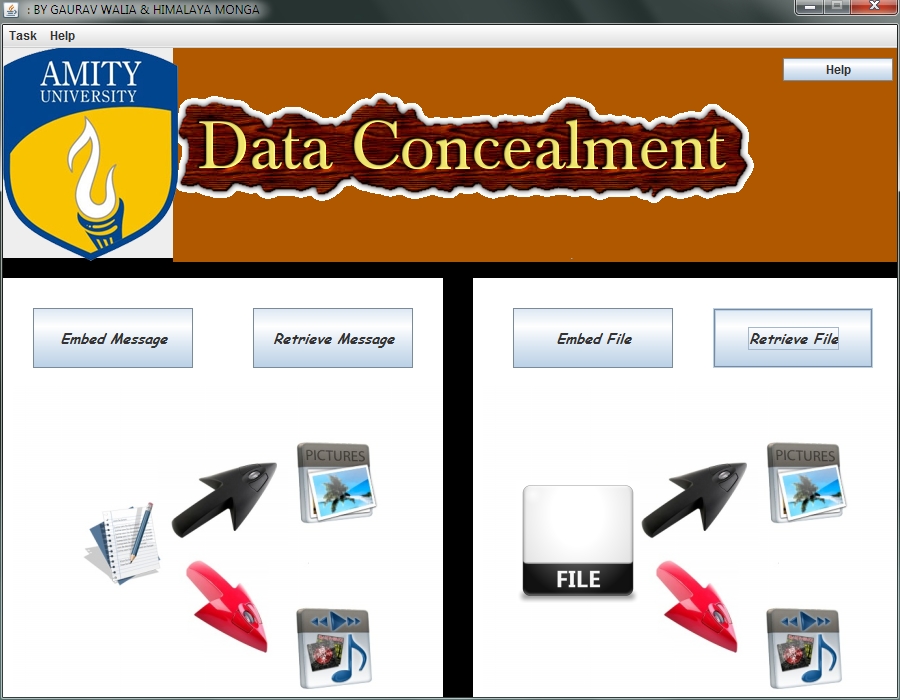 : BY GAURAV WALIA & HIMALAYA MONGA
Task Help
AMITY
UNIVERSITY
Data Concealment
Help
Embed Message
Retrieve Message
Embed File
Retrieve File
PICTURES
PICTURES
FILE